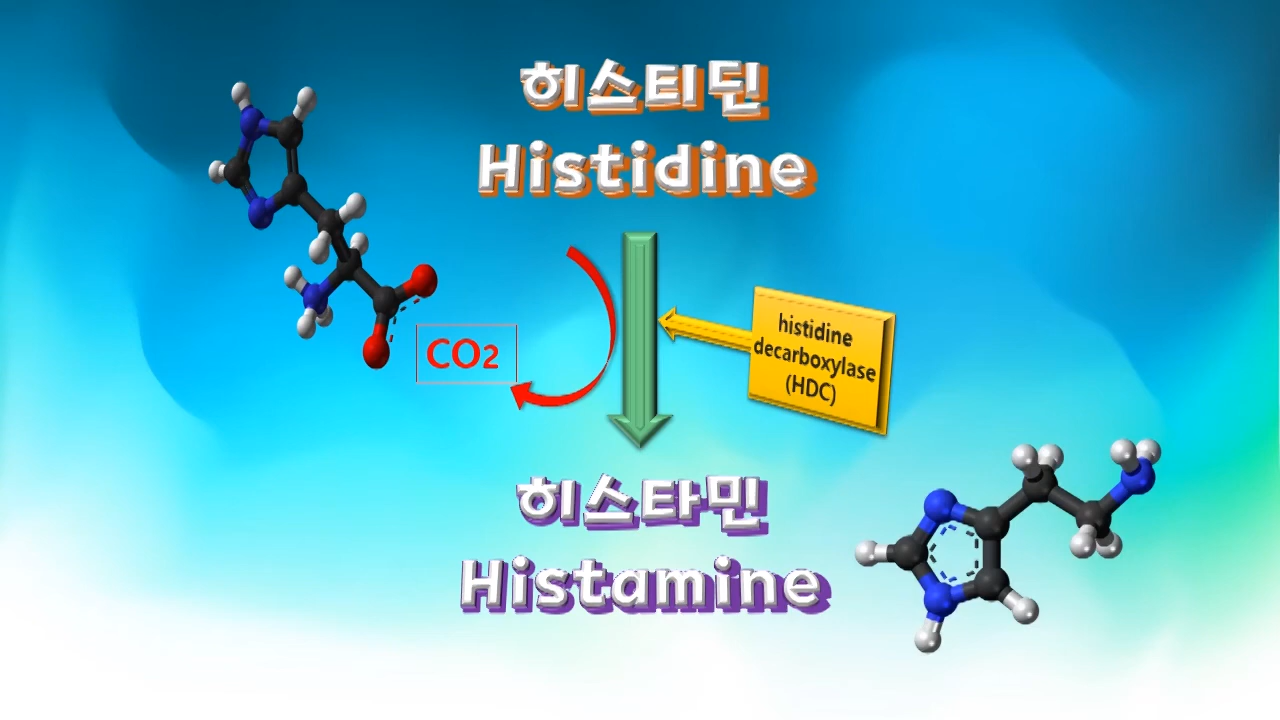 히스티딘
Histidine
CO2
histidine
decarboxylase
(HDC)
히스타민
Histamine